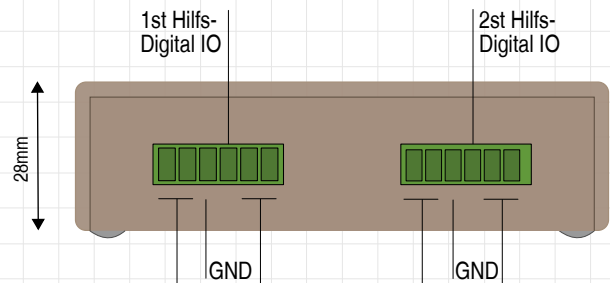 1st Hilfs-
Digital IO
2st Hilfs-
Digital IO
28mm
GND
GND